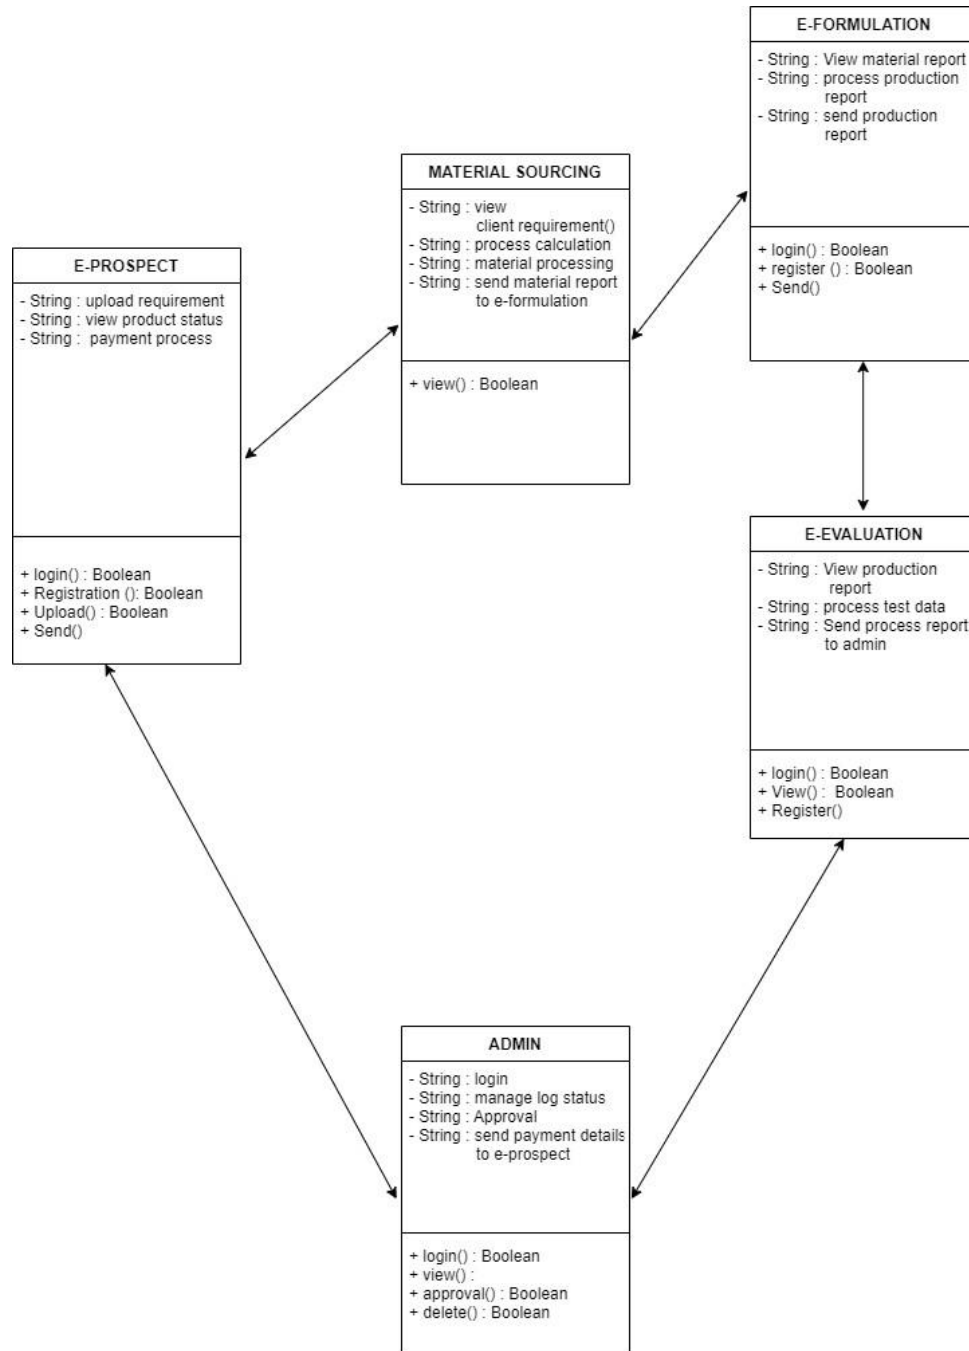 E-FORMULATION
- String : View material report
- String : process production
report
- String : send production
report
+ login() : Boolean
+ register () : Boolean
+ Send()
MATERIAL SOURCING
- String : view
client requirement()
- String : process calculation
- String : material processing
- String : send material report
to e-formulation
+ view() : Boolean
E-PROSPECT
- String : upload requirement
- String : view product status
- String :  payment process
+ login() : Boolean
+ Registration (): Boolean
+ Upload() : Boolean
+ Send()
E-EVALUATION
- String : View production
report
- String : process test data
- String : Send process report
to admin
+ login() : Boolean
+ View() :  Boolean
+ Register()
ADMIN
- String : login
- String : manage log status
- String : Approval
- String : send payment details
to e-prospect
+ login() : Boolean
+ view() :
+ approval() : Boolean
+ delete() : Boolean